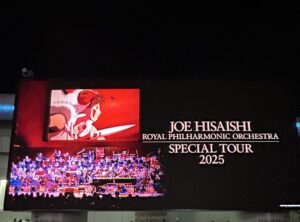 JOE HISAISHI
ROYAL PHILHARMONIC ORCHESTRA
SPECIAL TOUR
2025